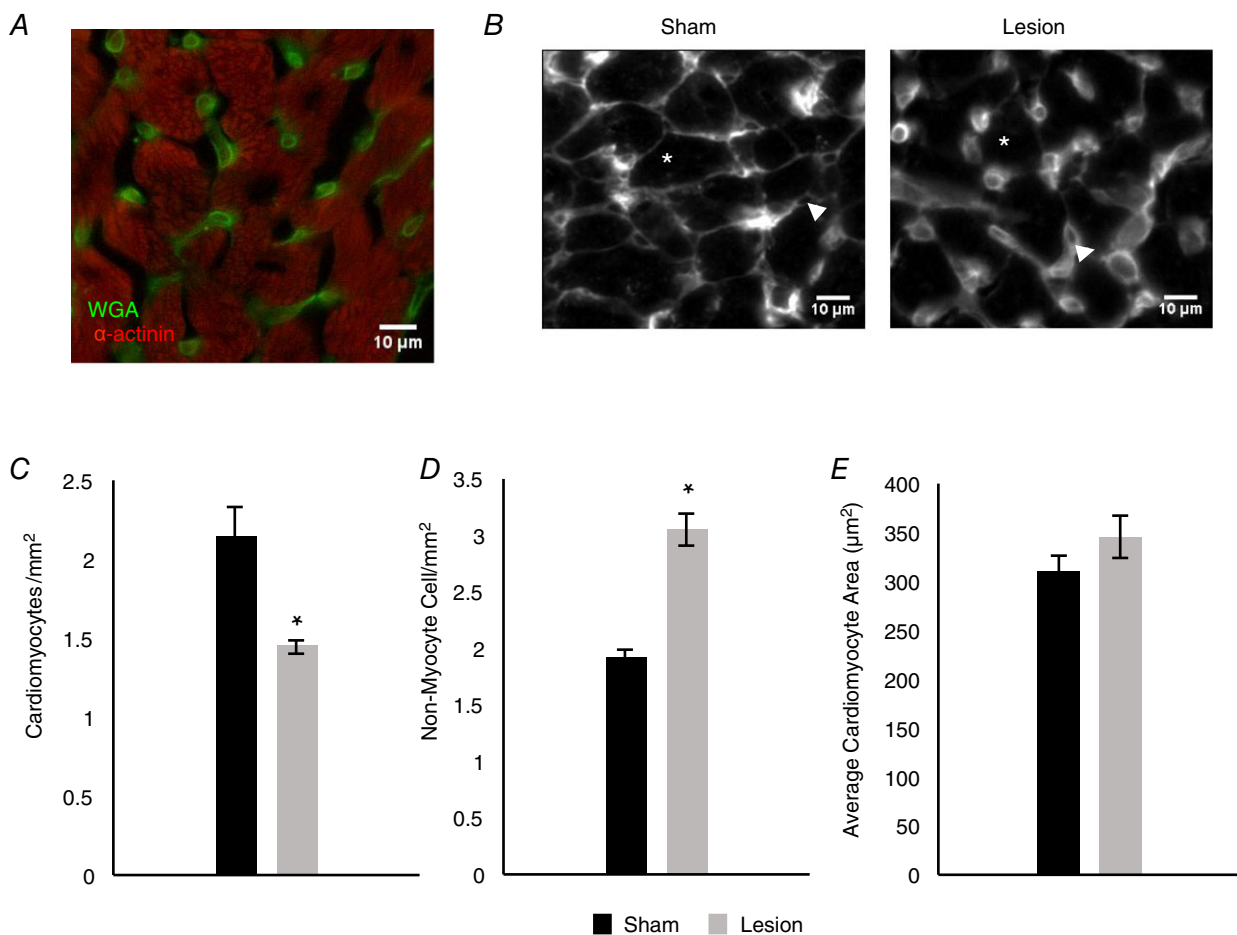 A
WGA
α-actinin
10 µm
B
Sham
Lesion
*
10 µm
*
10 µm
C
Cardiomyocytes/mm²
2.5
2
1.5
1
0.5
0
*
D
Non-Myocyte Cell/mm²
3.5
3
2.5
2
1.5
1
0.5
0
*
E
Average Cardiomyocyte Area (µm²)
400
350
300
250
200
150
100
50
0
Sham
Lesion